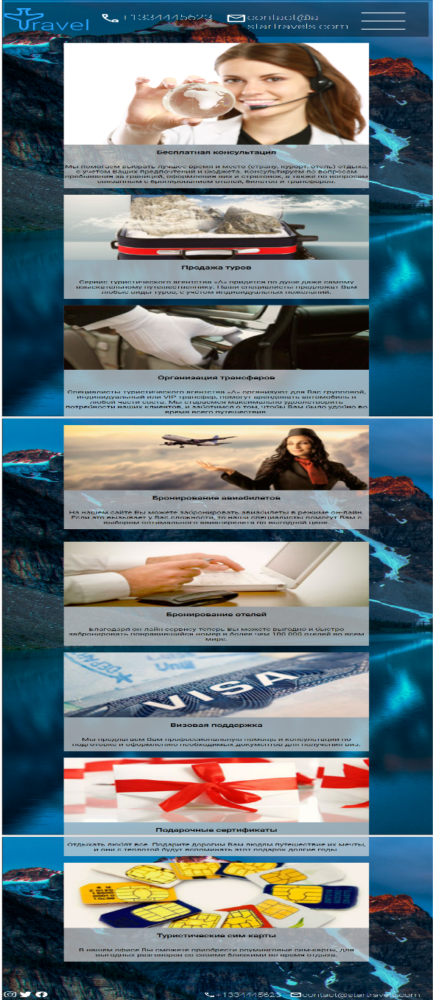 Travel
+1334445623
contact@a
startravels.com
Бесплатная консультация
Мы помогаем выбрать лучшее время и место (страну, курорт, отель) отдыха,
с учетом Ваших предпочтений и бюджета. Консультируем по вопросам
пребывания за границей, оформления виз и страховок, а также по вопросам
связанным с бронированием отелей, билетов и трансферов.
Продажа туров
Сервис туристического агентства «А» придется по душе даже самому
взыскательному путешественнику. Наши специалисты предложат Вам
любые виды туров, с учетом индивидуальных пожеланий.
Организация трансферов
Специалисты туристического агентства «А» организуют для Вас групповой,
индивидуальный или VIP трансфер, помогут арендовать автомобиль в
любой части света. Мы стараемся максимально удовлетворить
потребности наших клиентов, и заботимся о том, чтобы Вам было удобно во
время всего путешествия.
Бронирование авиабилетов
На нашем сайте Вы можете забронировать авиабилеты в режиме он-лайн.
Если это вызывает у Вас сложности, то наши специалисты помогут Вам с
выбором оптимального авиаперелета по выгодной цене.
Бронирование отелей
Благодаря он-лайн сервису теперь Вы можете выгодно и быстро
забронировать понравившийся номер в более чем 100 000 отелей во всем
мире.
VISA
Визовая поддержка
Мы предлагаем Вам профессиональную помощь и консультации по
подготовке и оформлению необходимых документов для получения виз.
Подарочные сертификаты
Отдыхать любят все. Подарите дорогим Вам людям путешествие их мечты,
и они с теплотой будут вспоминать этот подарок долгие годы.
Туристические сим-карты
В нашем офисе Вы сможете приобрести роуминговые сим-карты, для
выгодных разговоров со своими близкими во время отдыха.
+1334445623
contact@startravels.com